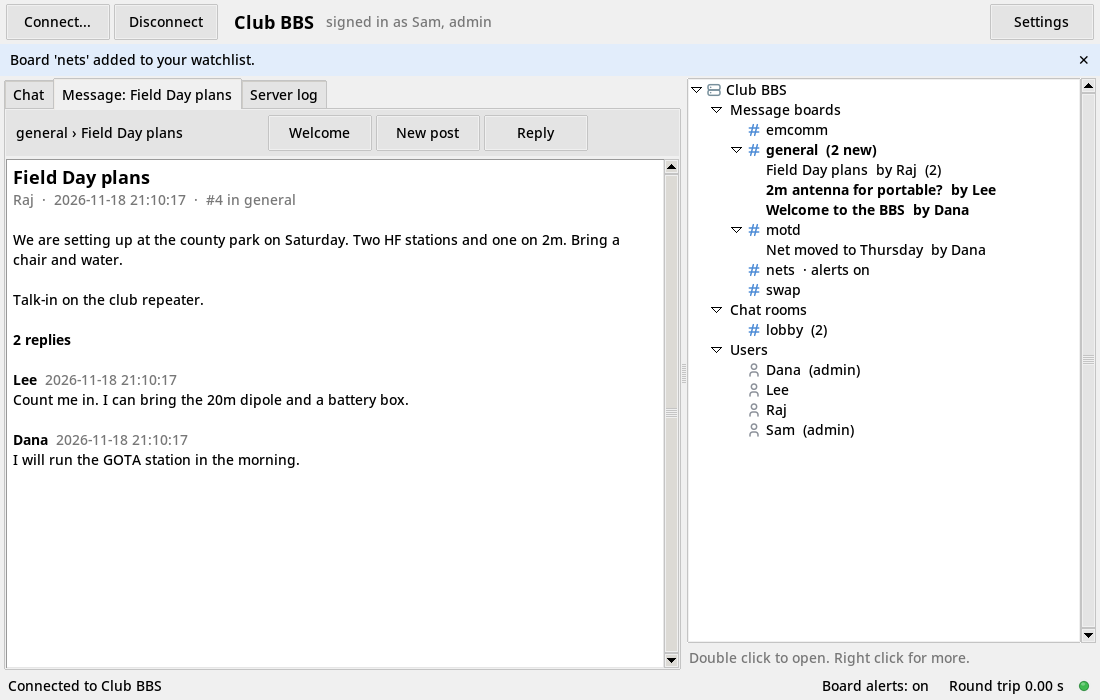 Connect... Disconnect Club BBS signed in as Sam, admin Settings
Board 'nets' added to your watchlist. ×
Chat Message: Field Day plans Server log
general › Field Day plans Welcome New post Reply
Field Day plans
Raj · 2026-11-18 21:10:17 · #4 in general
We are setting up at the county park on Saturday. Two HF stations and one on 2m. Bring a
chair and water.
Talk-in on the club repeater.
2 replies
Lee 2026-11-18 21:10:17
Count me in. I can bring the 20m dipole and a battery box.
Dana 2026-11-18 21:10:17
I will run the GOTA station in the morning.
Club BBS
Message boards
# emcomm
# general (2 new)
Field Day plans by Raj (2)
2m antenna for portable? by Lee
Welcome to the BBS by Dana
# motd
Net moved to Thursday by Dana
# nets · alerts on
# swap
Chat rooms
# lobby (2)
Users
Dana (admin)
Lee
Raj
Sam (admin)
Double click to open. Right click for more.
Connected to Club BBS Board alerts: on Round trip 0.00 s